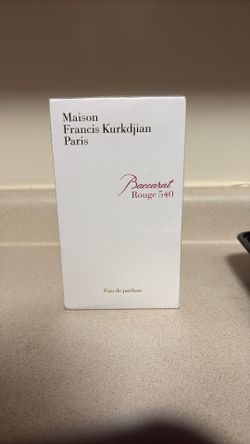 Maison
Francis Kurkdjian
Paris
Baccarat
Rouge 540
Eau de parfum